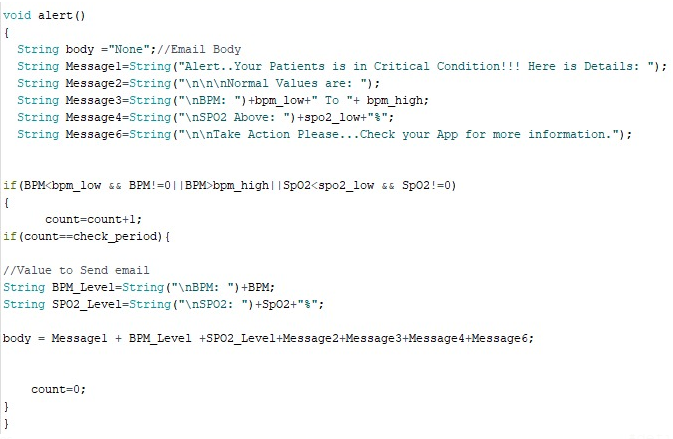 void alert()
{
String body ="None";//Email Body
String Message1=String("Alert..Your Patients is in Critical Condition!!! Here is Details: ");
String Message2=String("\n\n\nNormal Values are: ");
String Message3=String("\nBPM: ")+bpm_low+" To "+ bpm_high;
String Message4=String("\nSPO2 Above: ")+spo2_low+"%";
String Message6=String("\n\nTake Action Please...Check your App for more information.");
if(BPM<bpm_low && BPM!=0||BPM>bpm_high||SpO2<spo2_low && SpO2!=0)
{
count=count+1;
if(count==check_period){
//Value to Send email
String BPM_Level=String("\nBPM: ")+BPM;
String SPO2_Level=String("\nSPO2: ")+SpO2+"%";
body = Message1 + BPM_Level +SPO2_Level+Message2+Message3+Message4+Message6;
count=0;
}
}